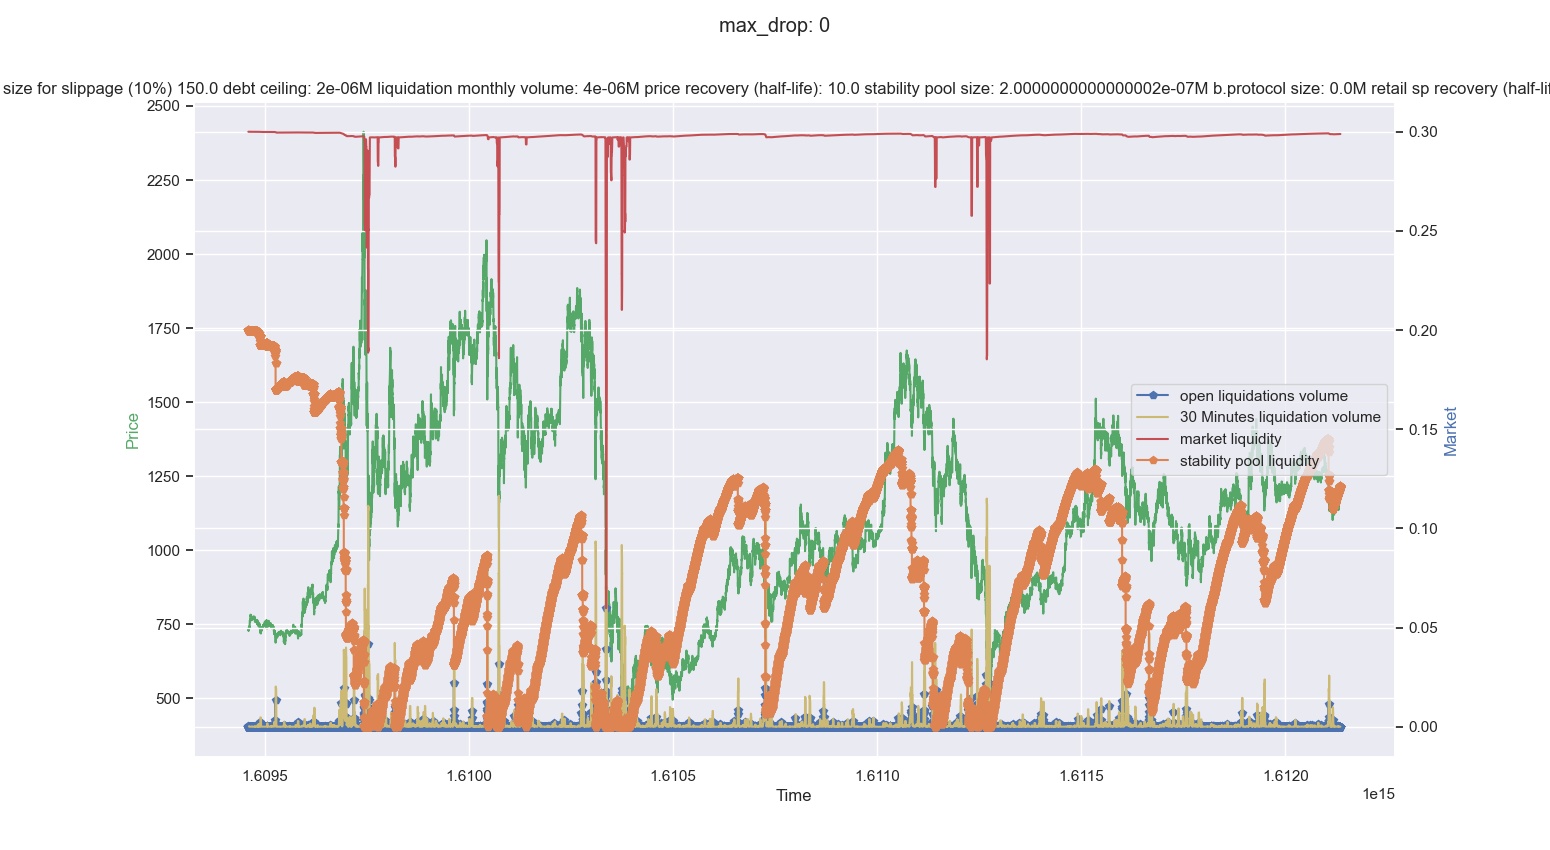 max_drop: 0
size for slippage (10%) 150.0 debt ceiling: 2e-06M liquidation monthly volume: 4e-06M price recovery (half-life): 10.0 stability pool size: 2.0000000000000002e-07M b.protocol size: 0.0M retail sp recovery (half-lif
2500
2250
2000
1750
1500
1250
1000
750
500
Price
0.30
0.25
0.20
0.15
0.10
0.05
0.00
Market
open liquidations volume
30 Minutes liquidation volume
market liquidity
stability pool liquidity
1.6095
1.6100
1.6105
1.6110
1.6115
1.6120
1e15
Time